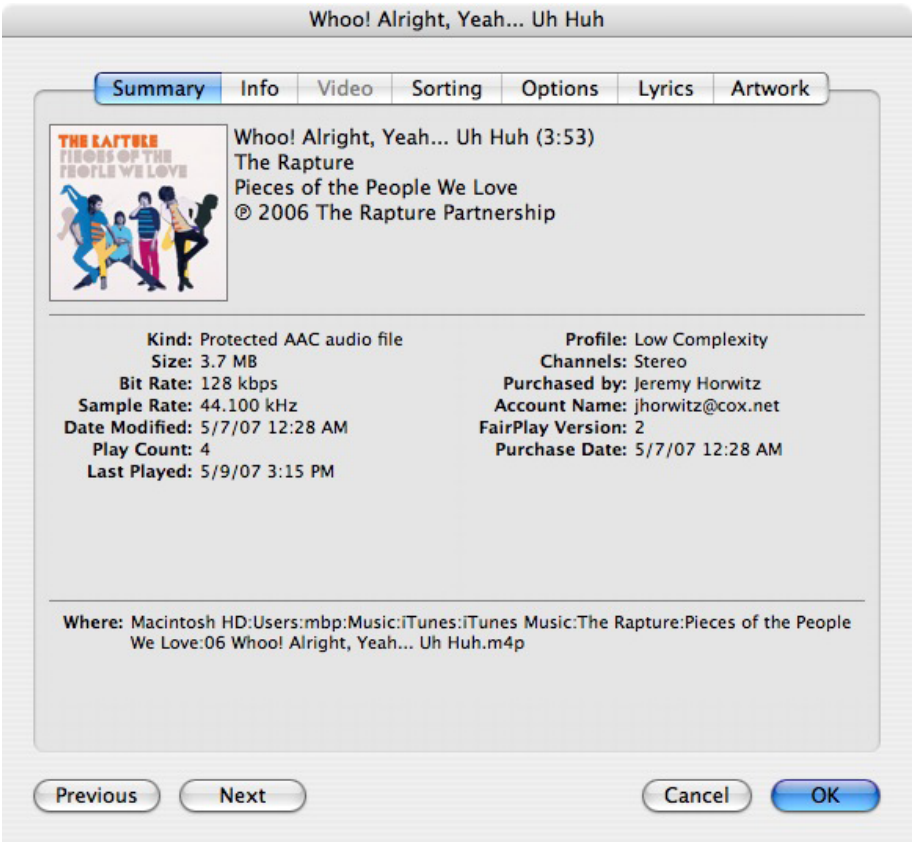 Whoo! Alright, Yeah... Uh Huh
Summary Info Video Sorting Options Lyrics Artwork
THE RAPTURE
PIECES OF THE
PEOPLE WE LOVE
Whoo! Alright, Yeah... Uh Huh (3:53)
The Rapture
Pieces of the People We Love
℗ 2006 The Rapture Partnership
Kind: Protected AAC audio file
Size: 3.7 MB
Bit Rate: 128 kbps
Sample Rate: 44.100 kHz
Date Modified: 5/7/07 12:28 AM
Play Count: 4
Last Played: 5/9/07 3:15 PM
Profile: Low Complexity
Channels: Stereo
Purchased by: Jeremy Horwitz
Account Name: jhorwitz@cox.net
FairPlay Version: 2
Purchase Date: 5/7/07 12:28 AM
Where: Macintosh HD:Users:mbp:Music:iTunes:iTunes Music:The Rapture:Pieces of the People
We Love:06 Whoo! Alright, Yeah... Uh Huh.m4p
Previous Next Cancel OK